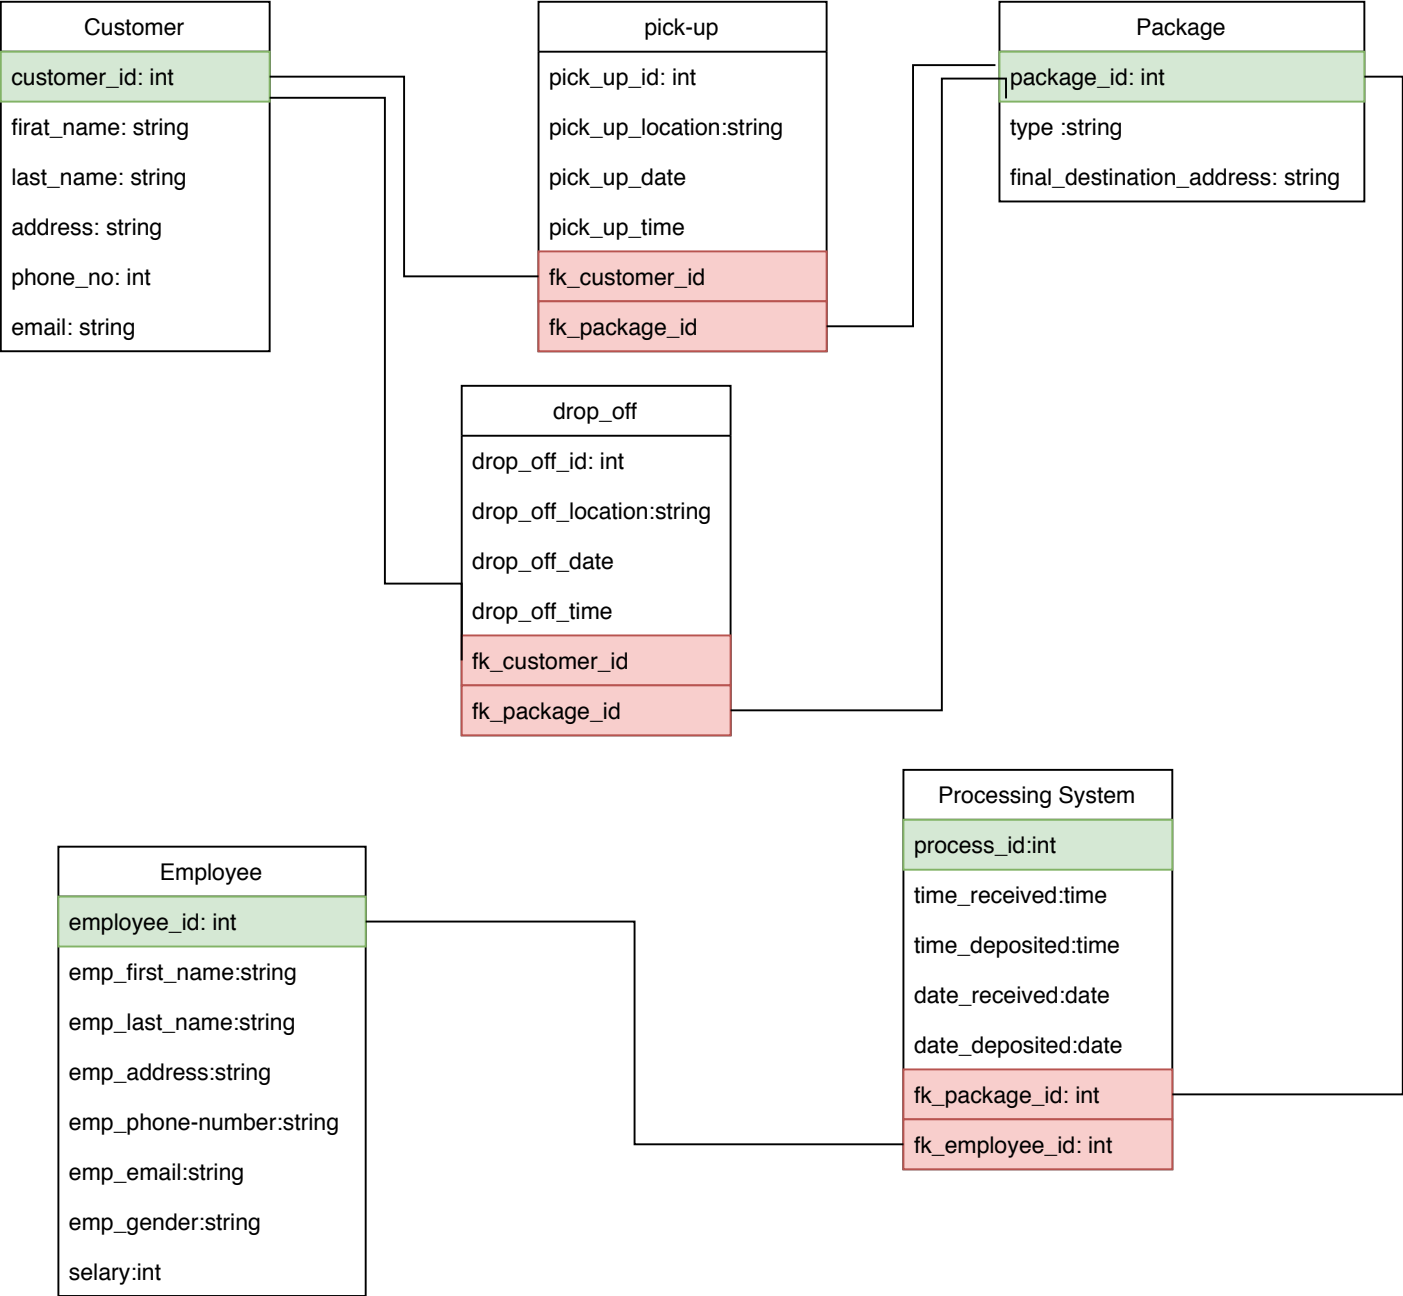 Customer
customer_id: int
firat_name: string
last_name: string
address: string
phone_no: int
email: string
pick-up
pick_up_id: int
pick_up_location:string
pick_up_date
pick_up_time
fk_customer_id
fk_package_id
Package
package_id: int
type :string
final_destination_address: string
drop_off
drop_off_id: int
drop_off_location:string
drop_off_date
drop_off_time
fk_customer_id
fk_package_id
Processing System
process_id:int
time_received:time
time_deposited:time
date_received:date
date_deposited:date
fk_package_id: int
fk_employee_id: int
Employee
employee_id: int
emp_first_name:string
emp_last_name:string
emp_address:string
emp_phone-number:string
emp_email:string
emp_gender:string
selary:int